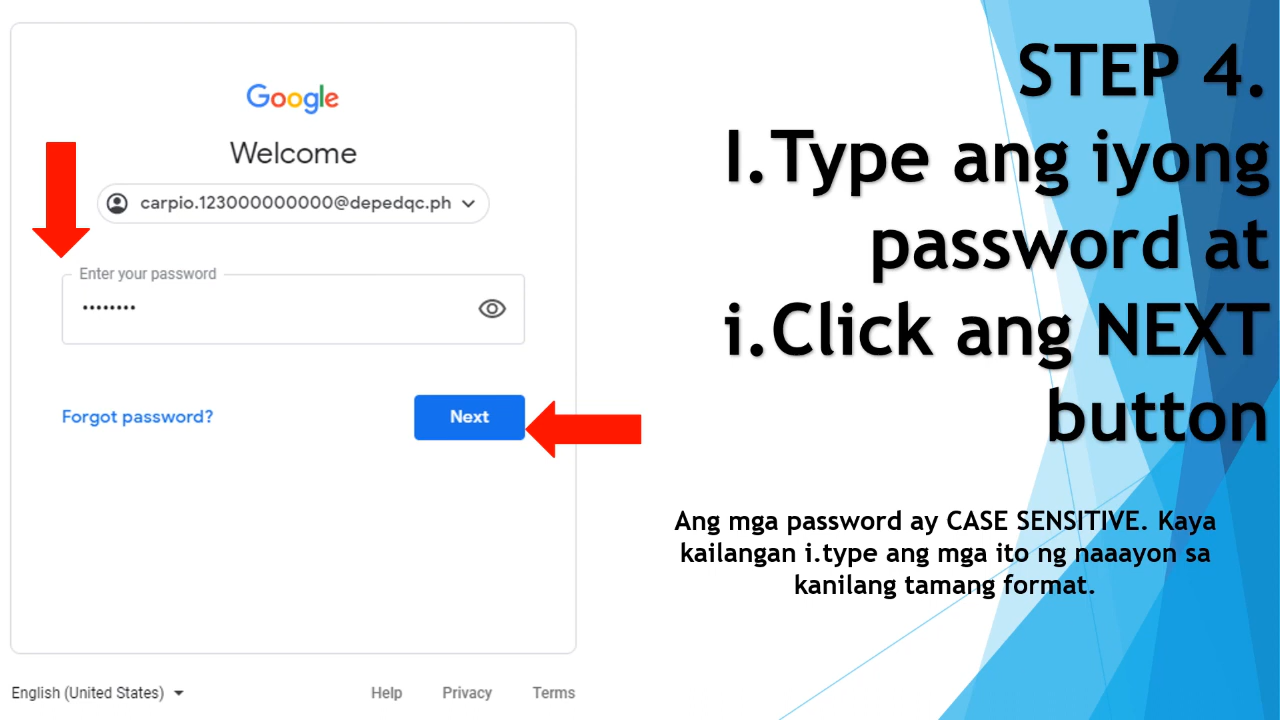 Google
Welcome
carpio.123000000000@depedqc.ph
Enter your password
••••••••
Forgot password?
Next
English (United States)
Help
Privacy
Terms
STEP 4.
I.Type ang iyong
password at
i.Click ang NEXT
button
Ang mga password ay CASE SENSITIVE. Kaya
kailangan i.type ang mga ito ng naaayon sa
kanilang tamang format.